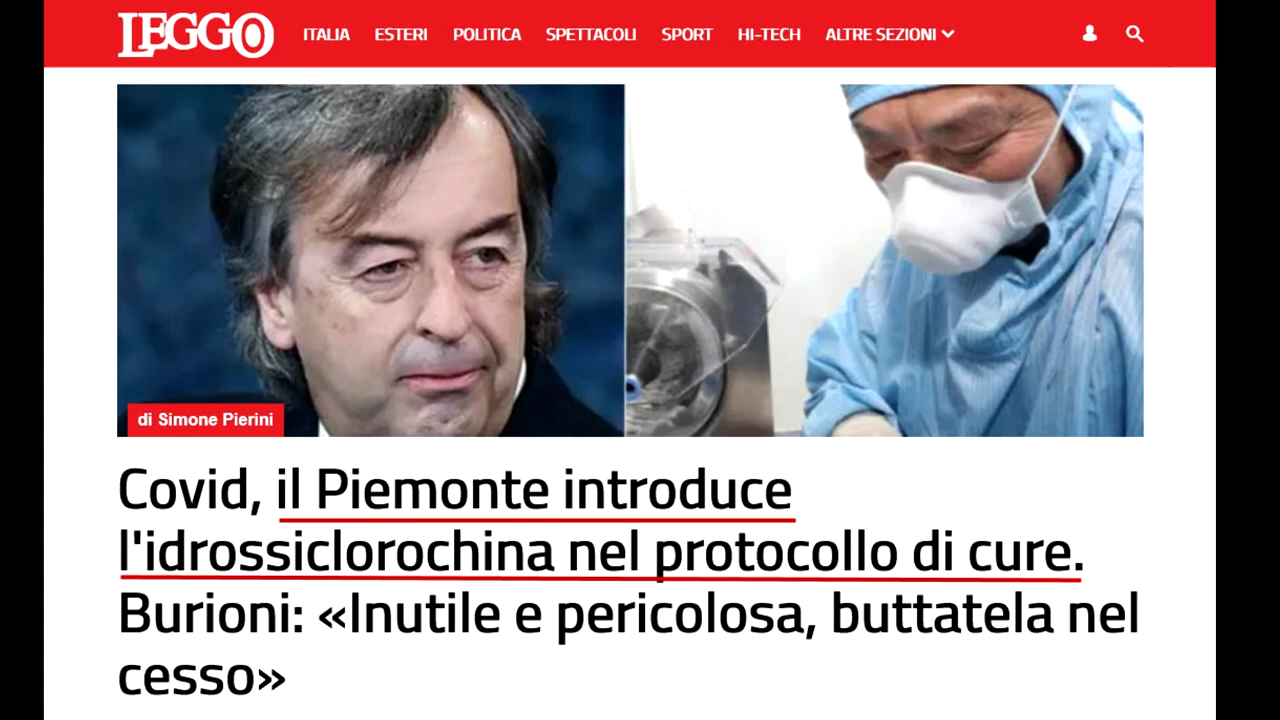 LEGGO
ITALIA ESTERI POLITICA SPETTACOLI SPORT HI-TECH ALTRE SEZIONI
di Simone Pierini
Covid, il Piemonte introduce
l'idrossiclorochina nel protocollo di cure.
Burioni: «Inutile e pericolosa, buttatela nel
cesso»